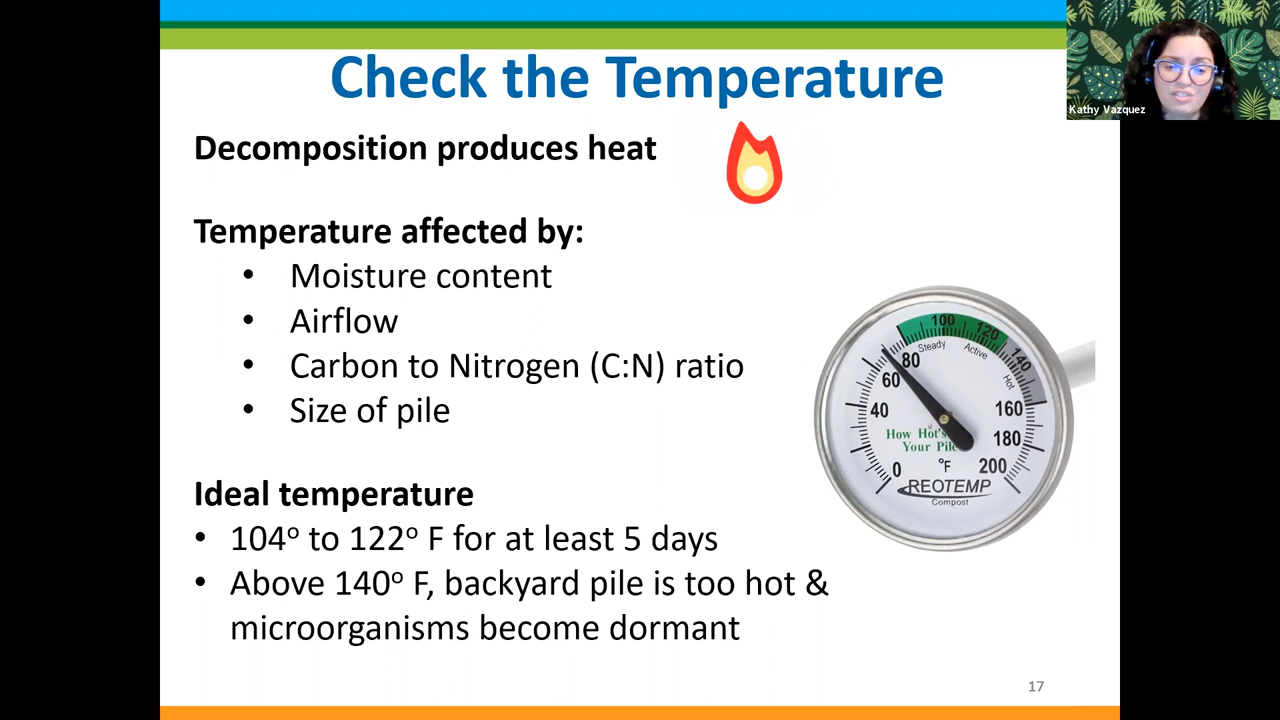 Check the Temperature
Kathy Vazquez
Decomposition produces heat
Temperature affected by:
• Moisture content
• Airflow
• Carbon to Nitrogen (C:N) ratio
• Size of pile
Ideal temperature
• 104º to 122º F for at least 5 days
• Above 140º F, backyard pile is too hot &
microorganisms become dormant
0
40
60
80
100
120
140
160
180
200
Steady
Active
Hot
How Hot's
Your Pile
°F
REOTEMP
Compost
17